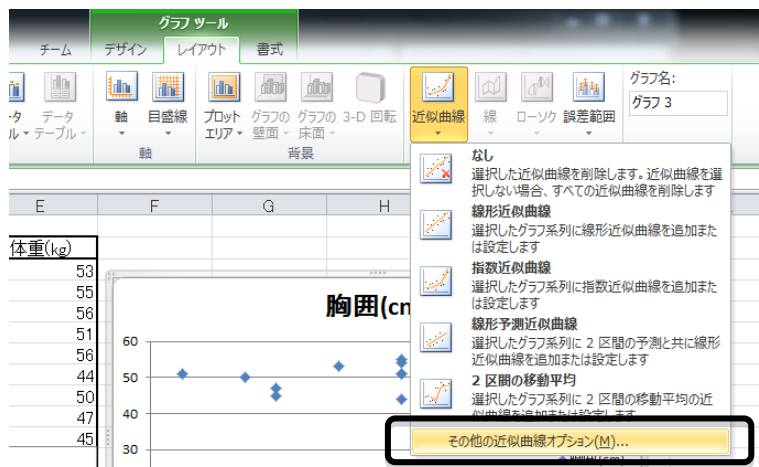 グラフ ツール
チーム デザイン レイアウト 書式
データ
テーブル
軸
目盛線
プロット
エリア
グラフの
壁面
グラフの
床面
3-D 回転
近似曲線
線
ローソク
誤差範囲
グラフ名:
グラフ 3
軸
背景
なし
選択した近似曲線を削除します。近似曲線を選
択しない場合、すべての近似曲線を削除します
線形近似曲線
選択したグラフ系列に線形近似曲線を追加また
は設定します
指数近似曲線
選択したグラフ系列に指数近似曲線を追加また
は設定します
線形予測近似曲線
選択したグラフ系列に 2 区間の予測と共に線形
近似曲線を追加または設定します
2 区間の移動平均
選択したグラフ系列に 2 区間の移動平均の近
似曲線を追加または設定します
その他の近似曲線オプション(M)...
E F G H
体重(kg)
53
55
56
51
56
44
50
47
45
胸囲(cm
60
50
40
30
胸囲(cm)